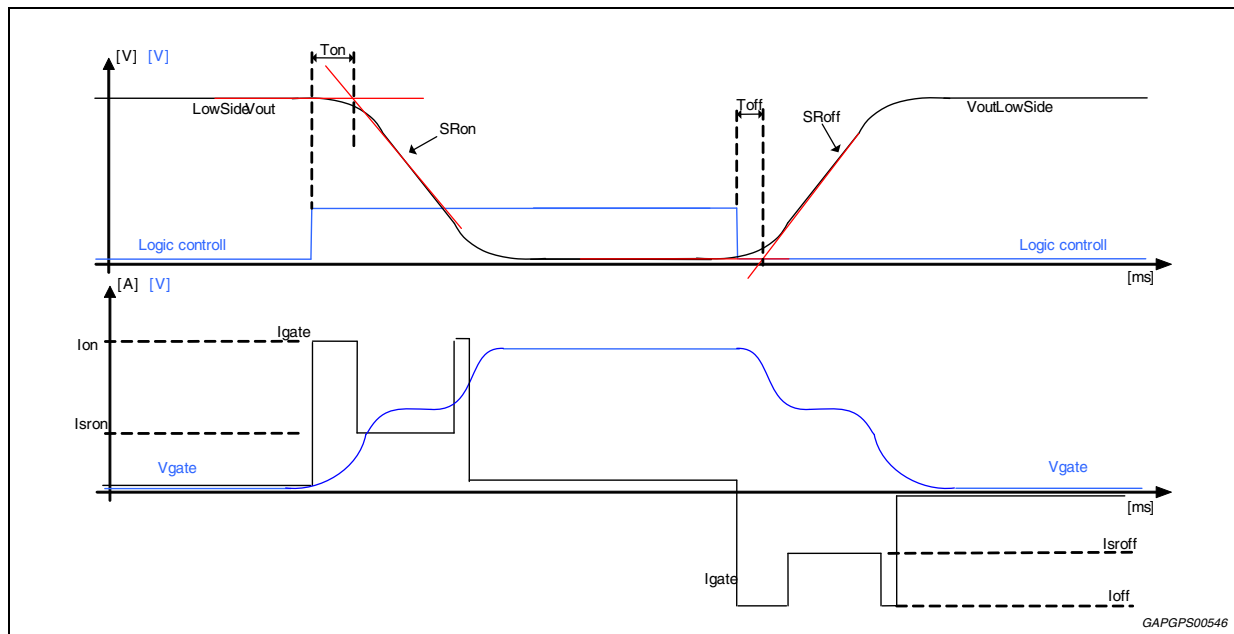 Ton
[V] [V]
LowSideVout
SRon
Toff
SRoff
VoutLowSide
Logic controll
Logic controll
[ms]
[A] [V]
Igate
Ion
Isron
Vgate
Vgate
[ms]
Isroff
Igate
Ioff
GAPGPS00546